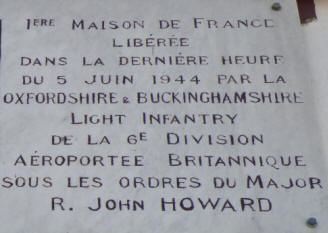 1ERE MAISON DE FRANCE
LIBÉRÉE
DANS LA DERNIÈRE HEURE
DU 5 JUIN 1944 PAR LA
OXFORDSHIRE & BUCKINGHAMSHIRE
LIGHT INFANTRY
DE LA 6E DIVISION
AÉROPORTÉE BRITANNIQUE
SOUS LES ORDRES DU MAJOR
R. JOHN HOWARD